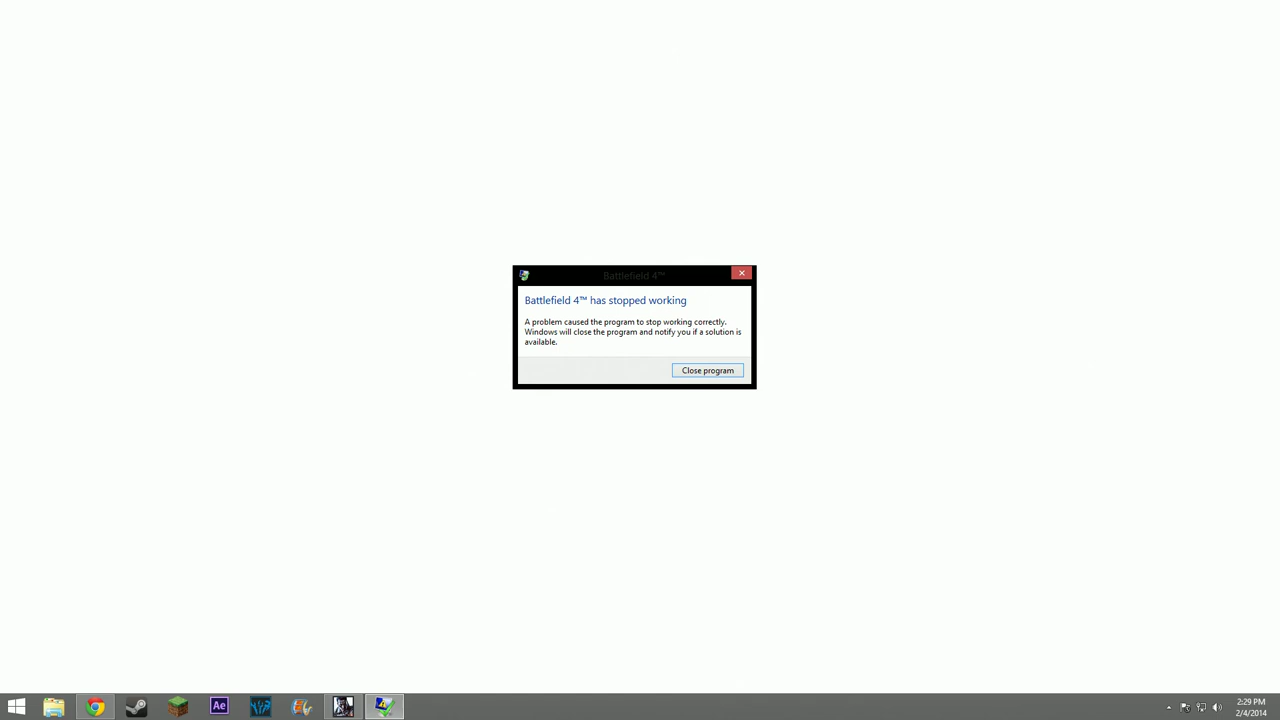 Battlefield 4™
Battlefield 4™ has stopped working
A problem caused the program to stop working correctly.
Windows will close the program and notify you if a solution is
available.
Close program
Ae
2:29 PM
2/4/2014